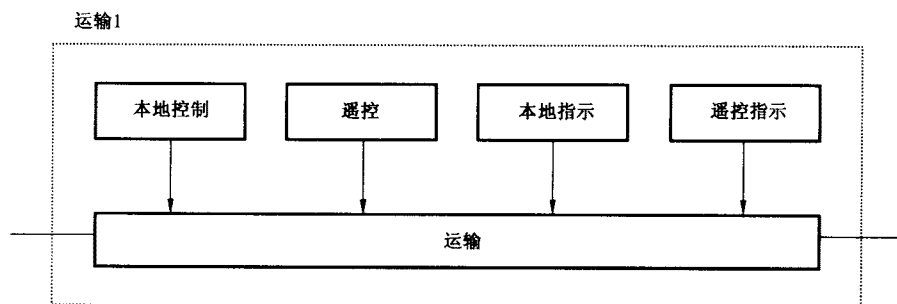 运输1
本地控制
遥控
本地指示
遥控指示
运输